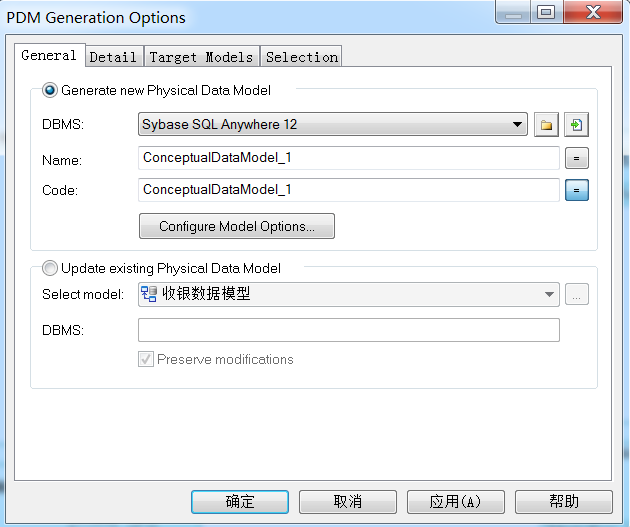 PDM Generation Options
General Detail Target Models Selection
Generate new Physical Data Model
DBMS: Sybase SQL Anywhere 12
Name: ConceptualDataModel_1 =
Code: ConceptualDataModel_1 =
Configure Model Options...
Update existing Physical Data Model
Select model: 收银数据模型 ...
DBMS:
Preserve modifications
确定 取消 应用(A) 帮助